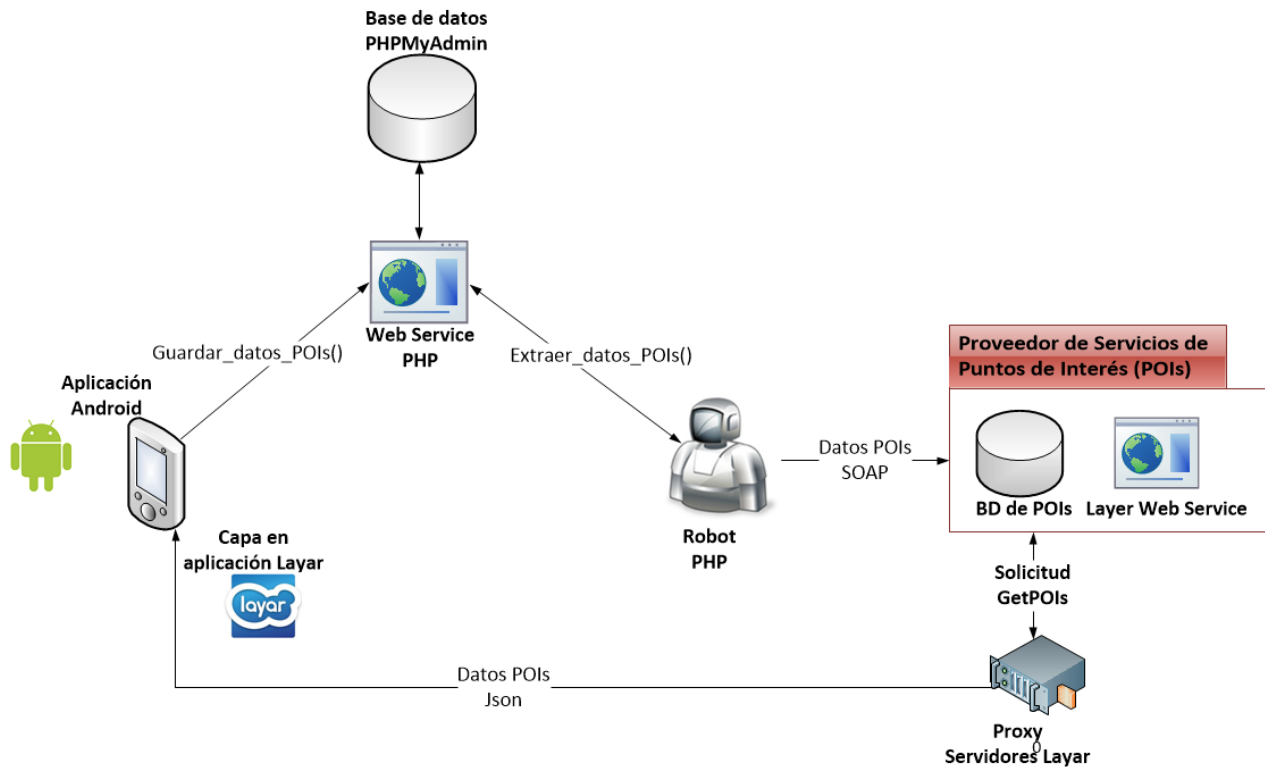 Base de datos
PHPMyAdmin
Web Service
PHP
Guardar_datos_POIs()
Extraer_datos_POIs()
Aplicación
Android
Proveedor de Servicios de
Puntos de Interés (POIs)
Datos POIs
SOAP
BD de POIs
Layer Web Service
Robot
PHP
Capa en
aplicación Layar
layar
Solicitud
GetPOIs
Datos POIs
Json
Proxy
0
Servidores Layar